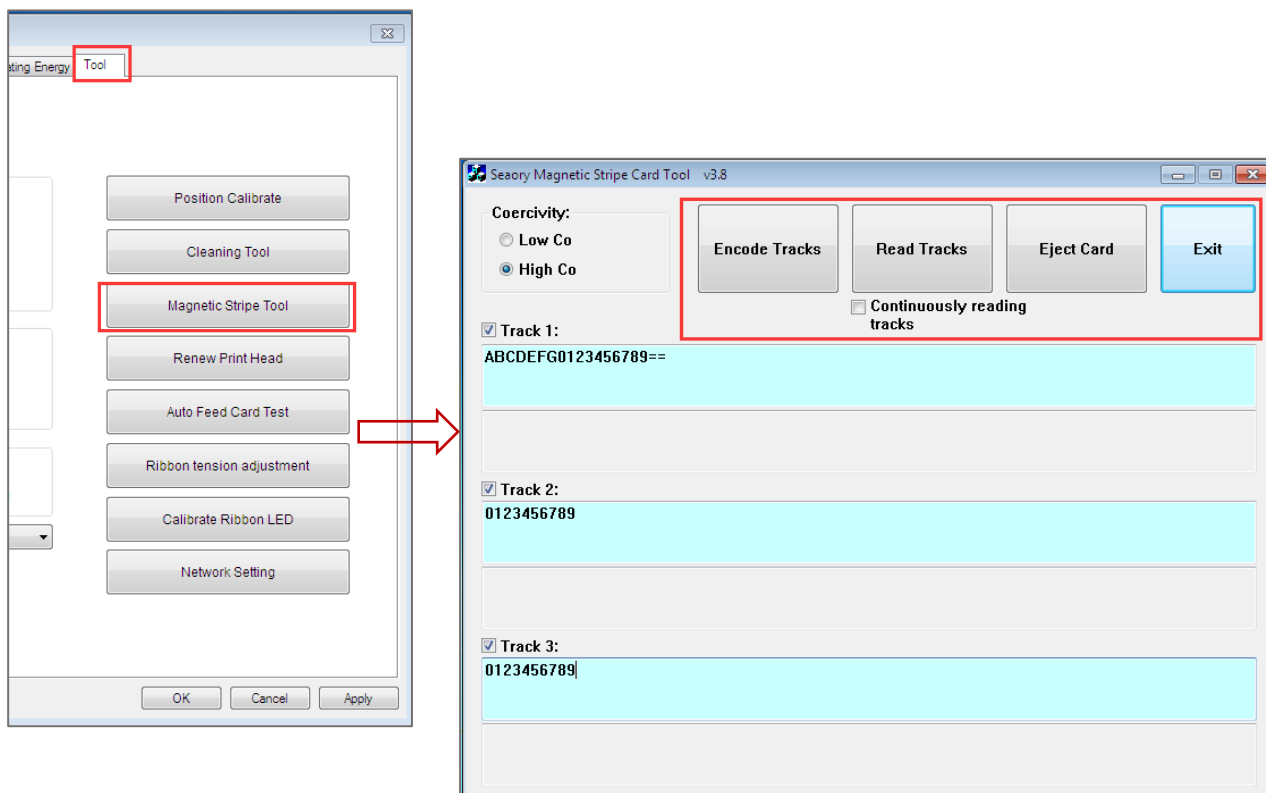 ating Energy
Tool
Position Calibrate
Cleaning Tool
Magnetic Stripe Tool
Renew Print Head
Auto Feed Card Test
Ribbon tension adjustment
Calibrate Ribbon LED
Network Setting
OK Cancel Apply
Seaory Magnetic Stripe Card Tool v3.8
Coercivity:
Low Co
High Co
Encode Tracks Read Tracks Eject Card Exit
Continuously reading
tracks
Track 1:
ABCDEFG0123456789==
Track 2:
0123456789
Track 3:
0123456789